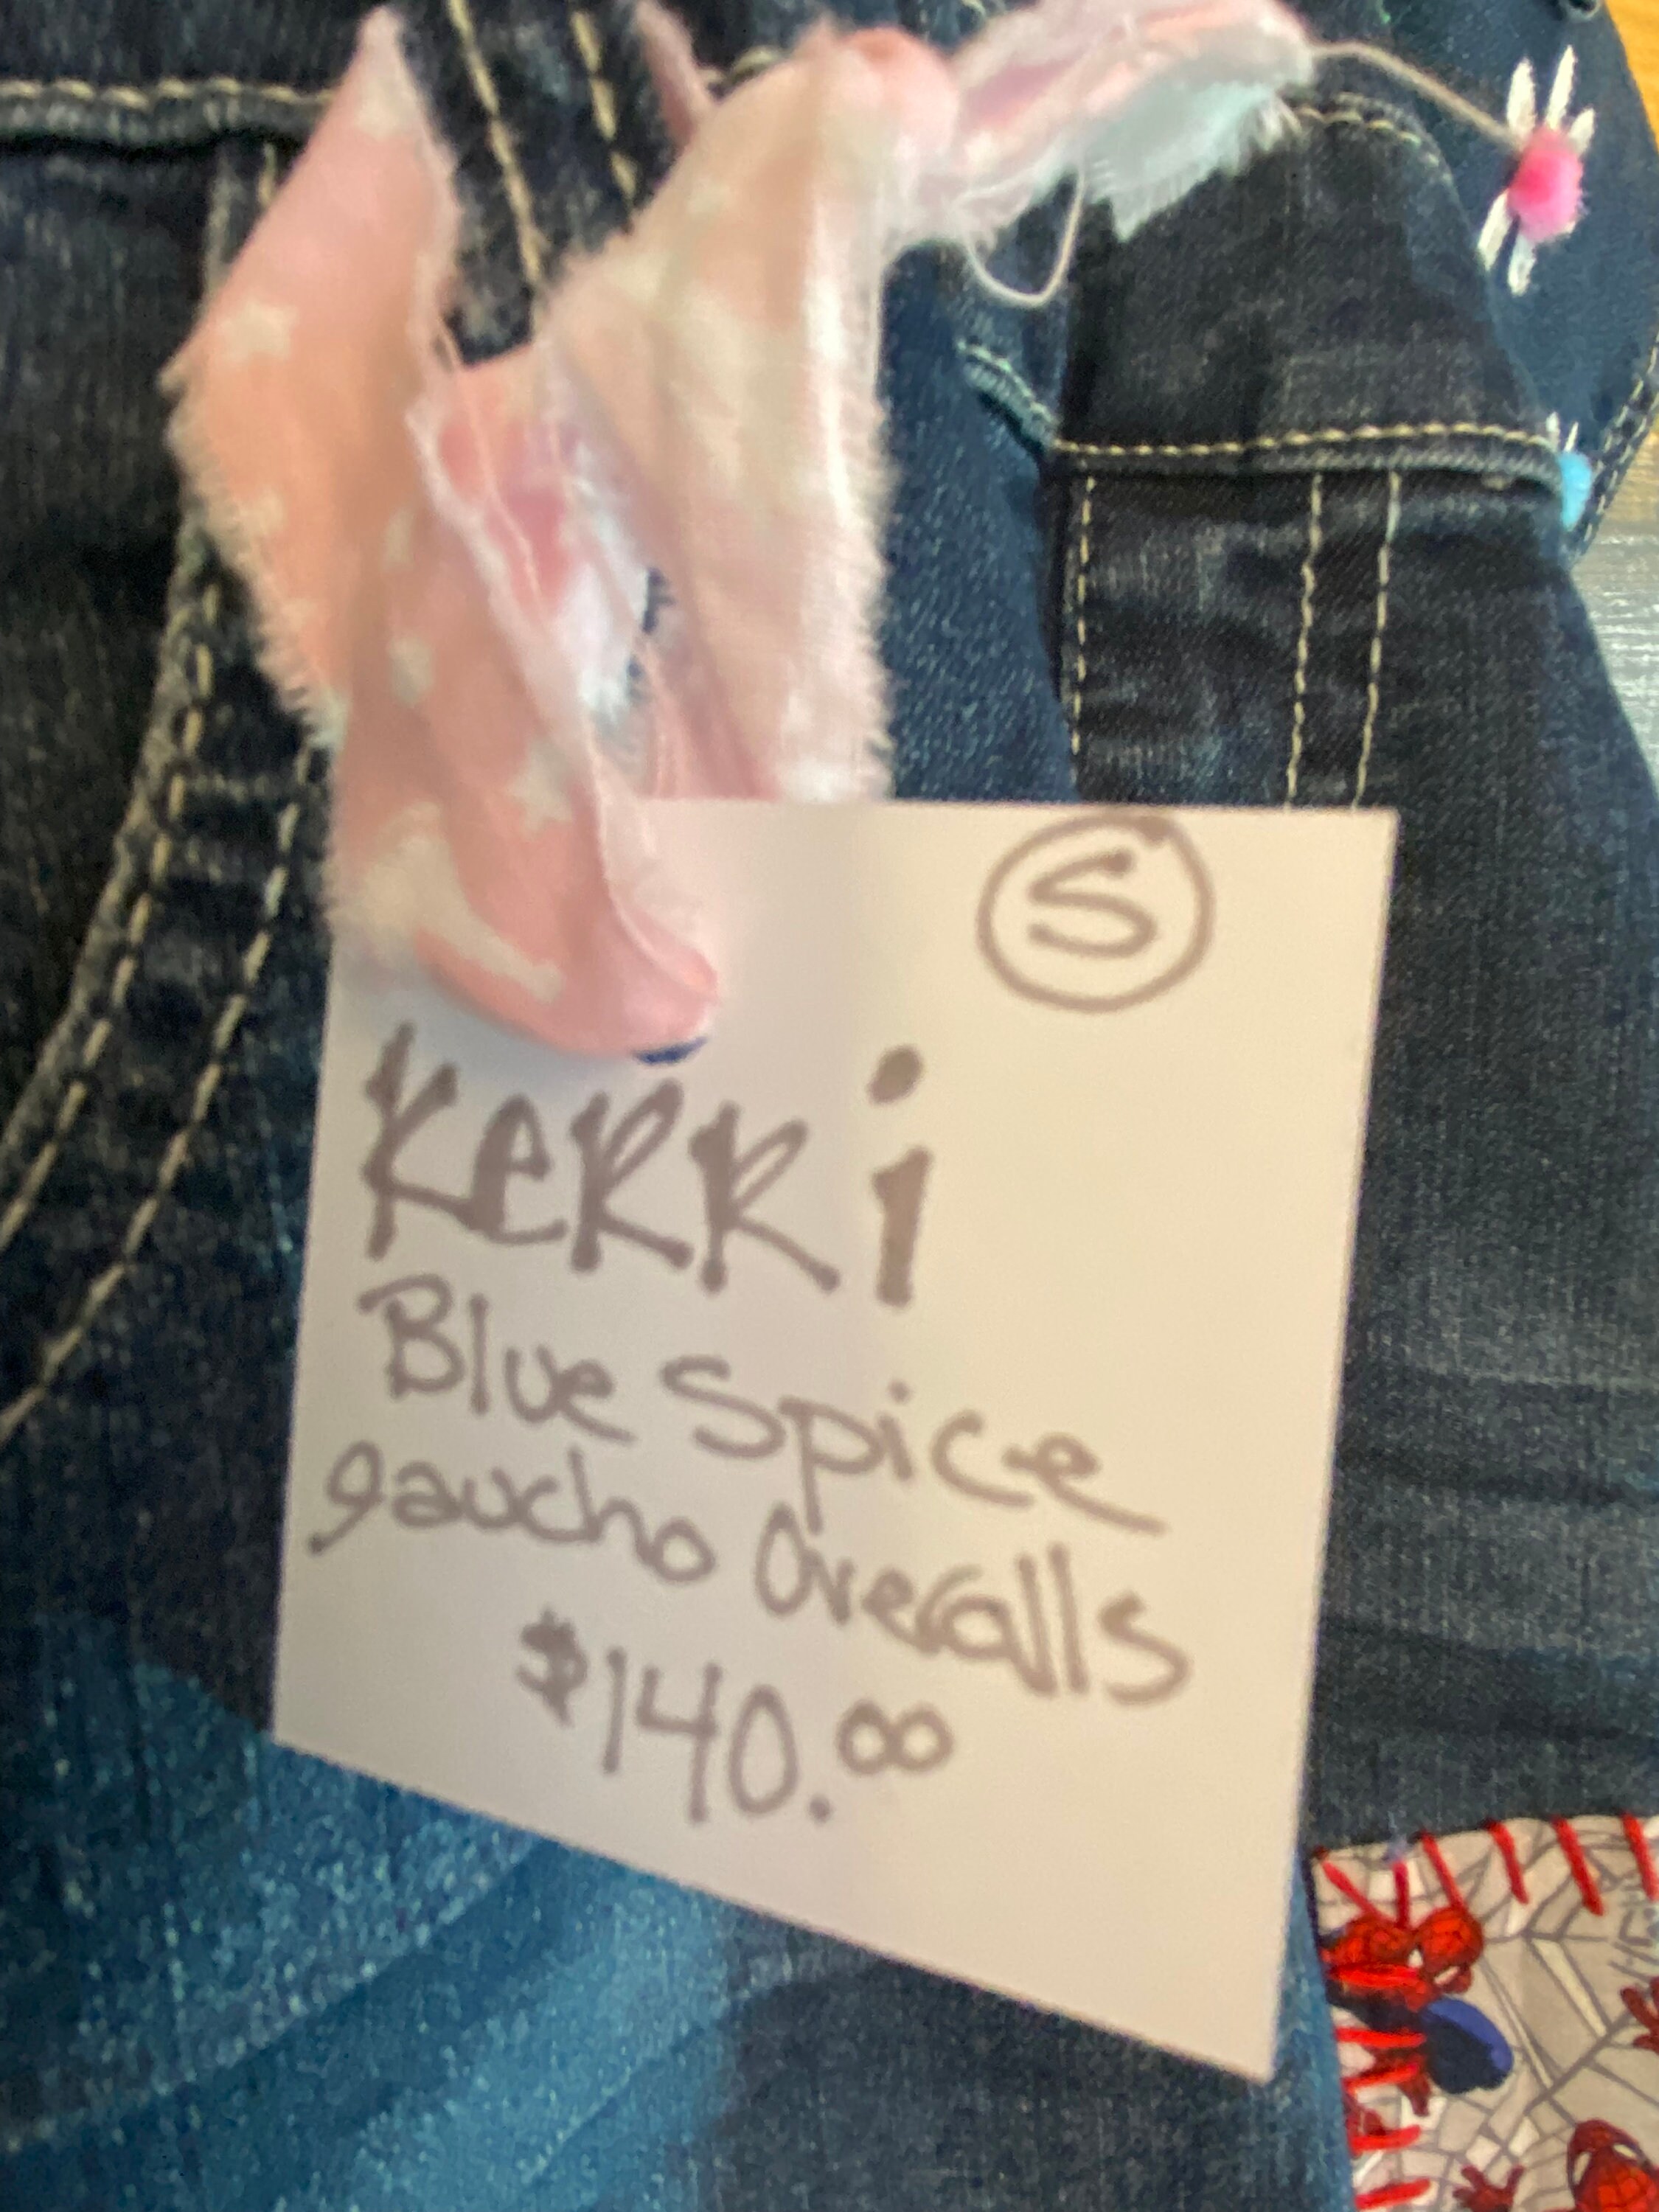 S
KeRRi
Blue Spice
gaucho Overalls
$140.00